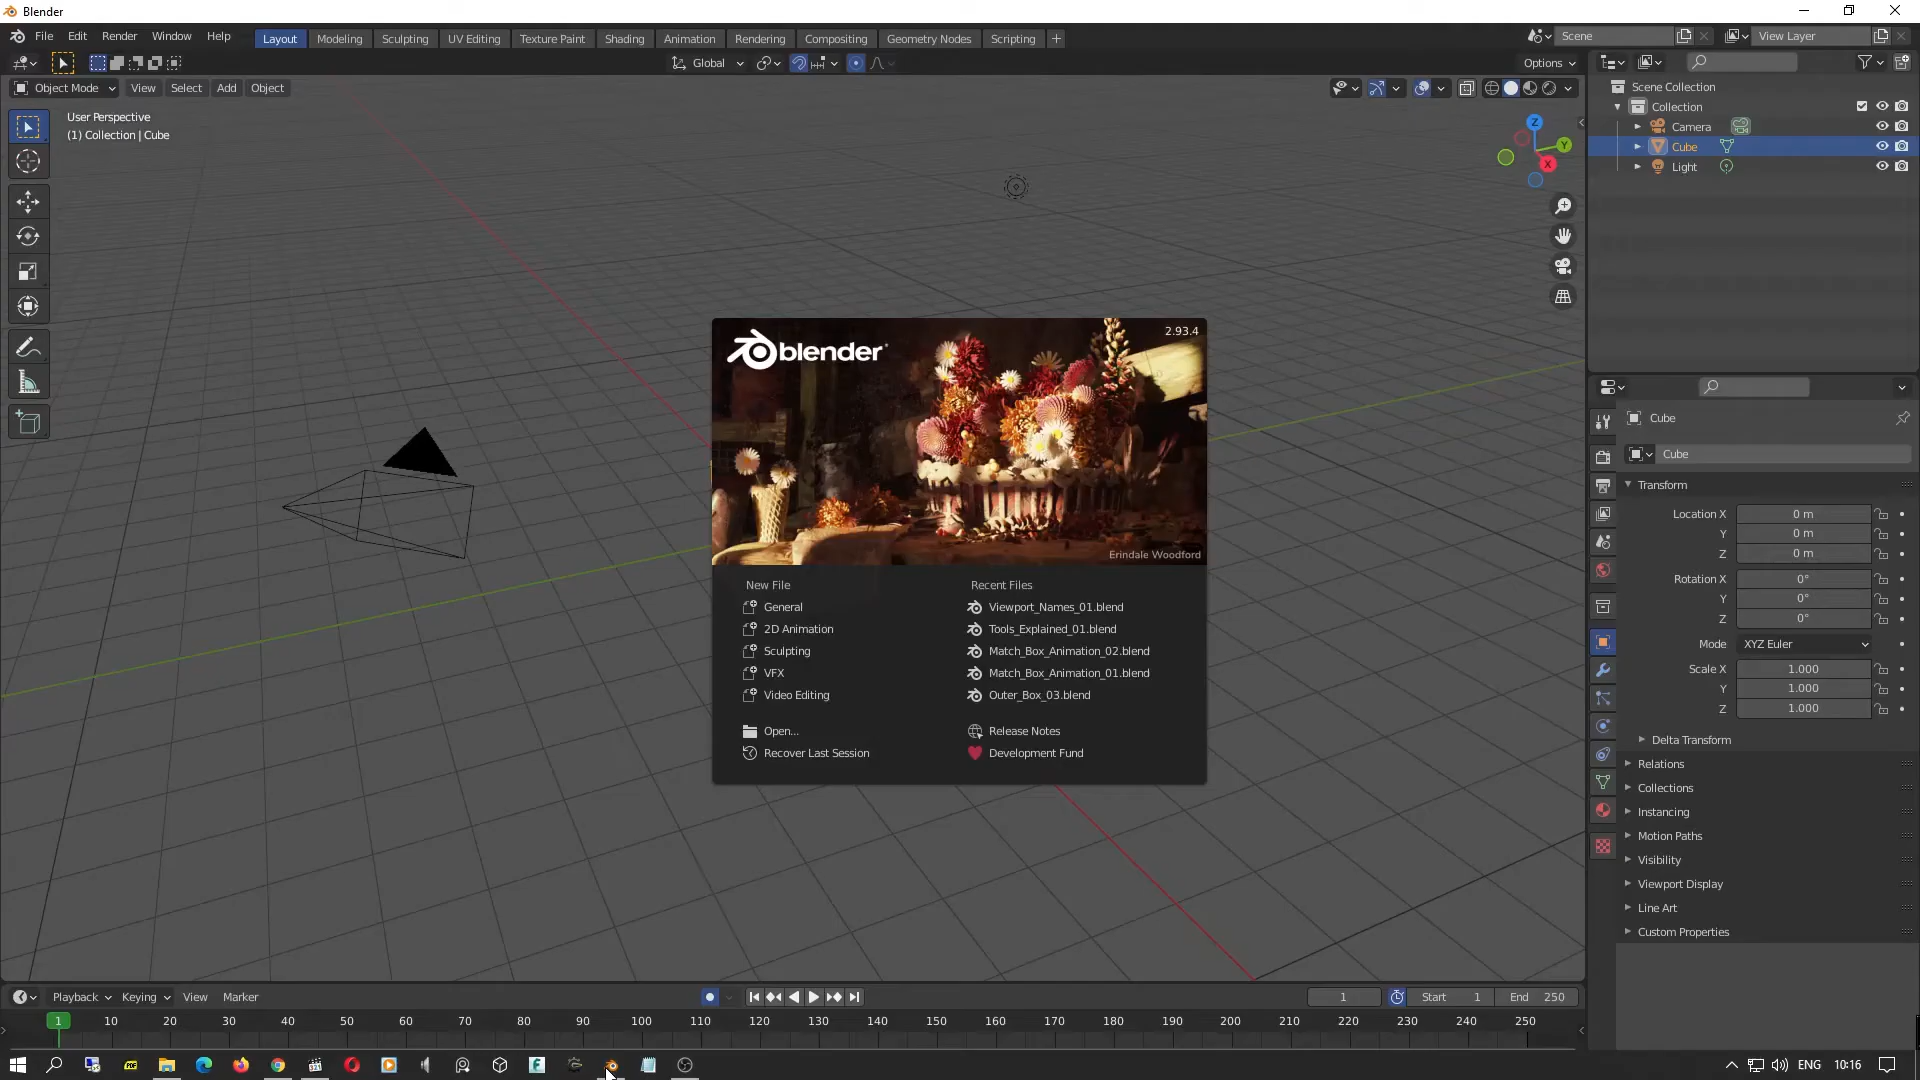 Blender
File Edit Render Window Help Layout Modeling Sculpting UV Editing Texture Paint Shading Animation Rendering Compositing Geometry Nodes Scripting + Scene View Layer
Global Options
Object Mode View Select Add Object
User Perspective
(1) Collection | Cube
Z
Y
X
Scene Collection
Collection
Camera
Cube
Light
blender
2.93.4
Erindale Woodford
New File
General
2D Animation
Sculpting
VFX
Video Editing
Open...
Recover Last Session
Recent Files
Viewport_Names_01.blend
Tools_Explained_01.blend
Match_Box_Animation_02.blend
Match_Box_Animation_01.blend
Outer_Box_03.blend
Release Notes
Development Fund
Cube
Cube
Transform
Location X 0 m
Y 0 m
Z 0 m
Rotation X 0°
Y 0°
Z 0°
Mode XYZ Euler
Scale X 1.000
Y 1.000
Z 1.000
Delta Transform
Relations
Collections
Instancing
Motion Paths
Visibility
Viewport Display
Line Art
Custom Properties
Playback Keying View Marker 1 Start 1 End 250
1 10 20 30 40 50 60 70 80 90 100 110 120 130 140 150 160 170 180 190 200 210 220 230 240 250
ENG 10:16